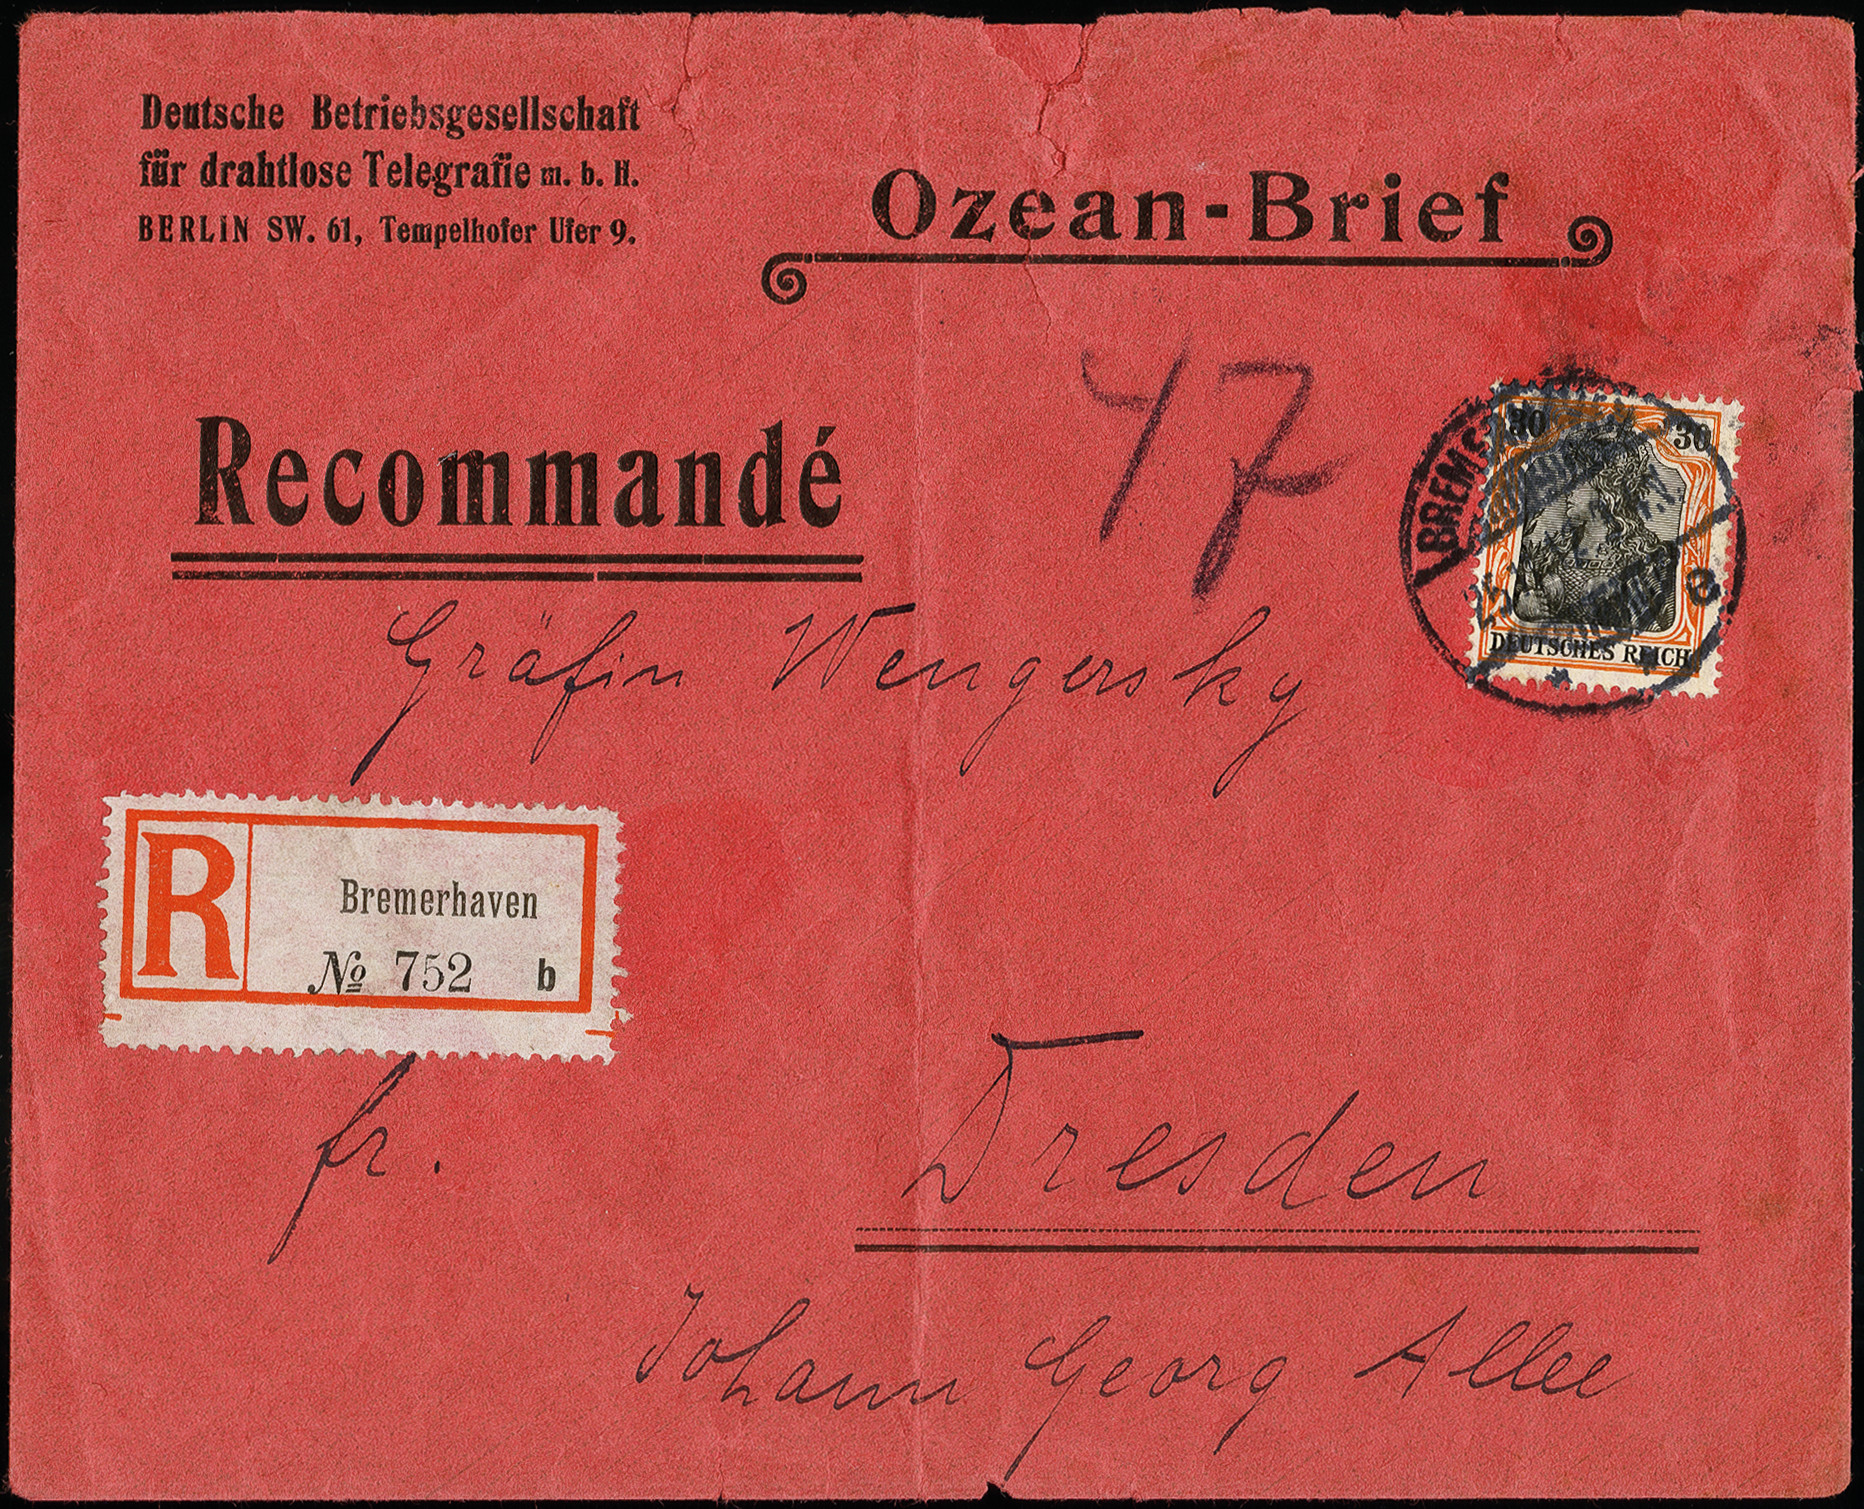 Deutsche Betriebsgesellschaft
für drahtlose Telegrafie m. b. H.
BERLIN SW. 61, Tempelhofer Ufer 9.
Ozean-Brief
47
Recommandé
30 30
DEUTSCHES REICH
Gräfin Wengersky
R
Bremerhaven
№ 752 b
fr.
Dresden
Johann Georg Allee